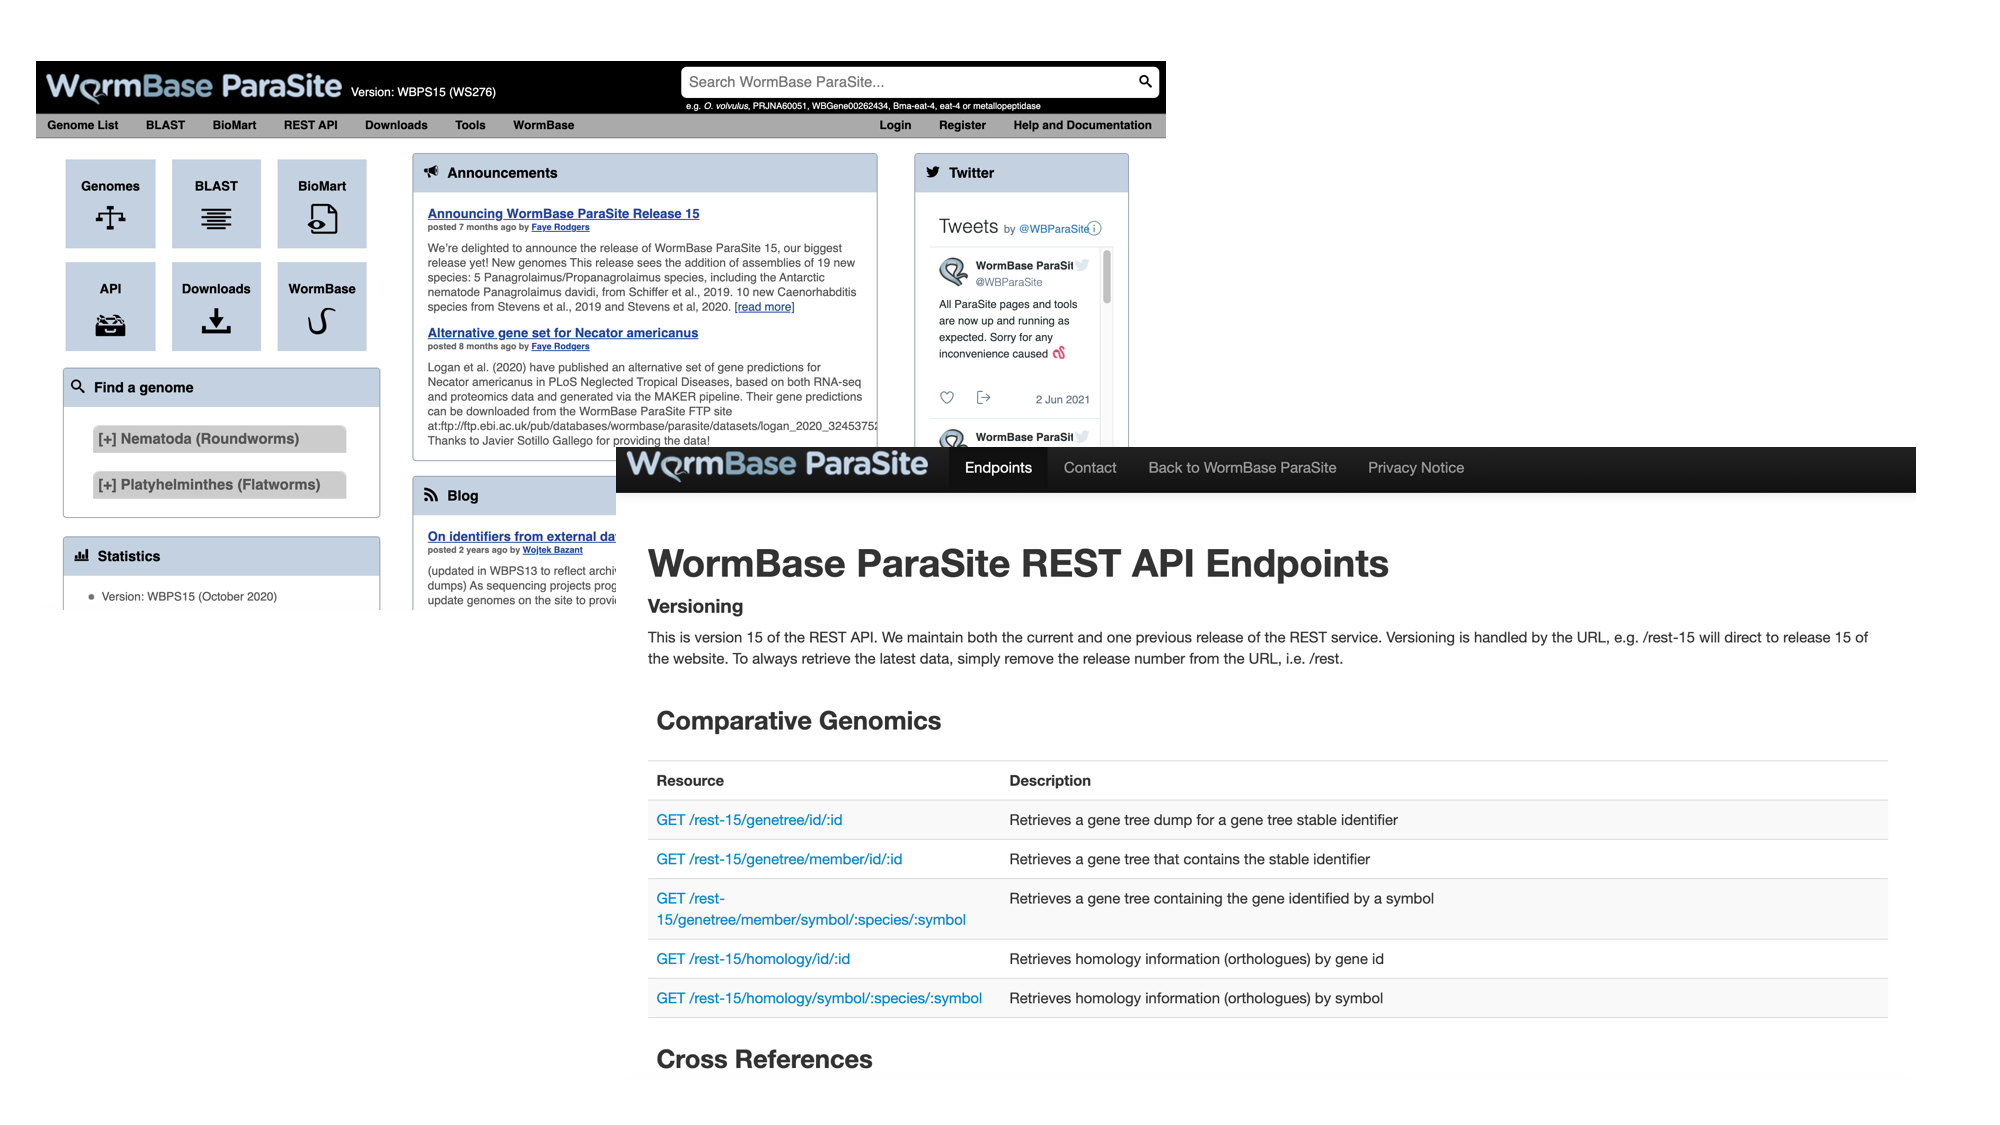 WormBase ParaSite Version: WBPS15 (WS276)
Search WormBase ParaSite...
e.g. O. volvulus, PRJNA60051, WBGene00262434, Bma-eat-4, eat-4 or metallopeptidase
Genome List BLAST BioMart REST API Downloads Tools WormBase Login Register Help and Documentation
Genomes BLAST BioMart
API Downloads WormBase
Find a genome
[+] Nematoda (Roundworms)
[+] Platyhelminthes (Flatworms)
Statistics
Version: WBPS15 (October 2020)
Announcements
Announcing WormBase ParaSite Release 15
posted 7 months ago by Faye Rodgers
We're delighted to announce the release of WormBase ParaSite 15, our biggest
release yet! New genomes This release sees the addition of assemblies of 19 new
species: 5 Panagrolaimus/Propanagrolaimus species, including the Antarctic
nematode Panagrolaimus davidi, from Schiffer et al., 2019. 10 new Caenorhabditis
species from Stevens et al., 2019 and Stevens et al, 2020. [read more]
Alternative gene set for Necator americanus
posted 8 months ago by Faye Rodgers
Logan et al. (2020) have published an alternative set of gene predictions for
Necator americanus in PLoS Neglected Tropical Diseases, based on both RNA-seq
and proteomics data and generated via the MAKER pipeline. Their gene predictions
can be downloaded from the WormBase ParaSite FTP site
at:ftp://ftp.ebi.ac.uk/pub/databases/wormbase/parasite/datasets/logan_2020_3245375
Thanks to Javier Sotillo Gallego for providing the data!
Blog
On identifiers from external da
posted 2 years ago by Wojtek Bazant
(updated in WBPS13 to reflect archi
dumps) As sequencing projects prog
update genomes on the site to provi
Twitter
Tweets by @WBParaSite
WormBase ParaSit
@WBParaSite
All ParaSite pages and tools
are now up and running as
expected. Sorry for any
inconvenience caused
2 Jun 2021
WormBase ParaSit
WormBase ParaSite Endpoints Contact Back to WormBase ParaSite Privacy Notice
WormBase ParaSite REST API Endpoints
Versioning
This is version 15 of the REST API. We maintain both the current and one previous release of the REST service. Versioning is handled by the URL, e.g. /rest-15 will direct to release 15 of
the website. To always retrieve the latest data, simply remove the release number from the URL, i.e. /rest.
Comparative Genomics
Resource Description
GET /rest-15/genetree/id/:id Retrieves a gene tree dump for a gene tree stable identifier
GET /rest-15/genetree/member/id/:id Retrieves a gene tree that contains the stable identifier
GET /rest- Retrieves a gene tree containing the gene identified by a symbol
15/genetree/member/symbol/:species/:symbol
GET /rest-15/homology/id/:id Retrieves homology information (orthologues) by gene id
GET /rest-15/homology/symbol/:species/:symbol Retrieves homology information (orthologues) by symbol
Cross References